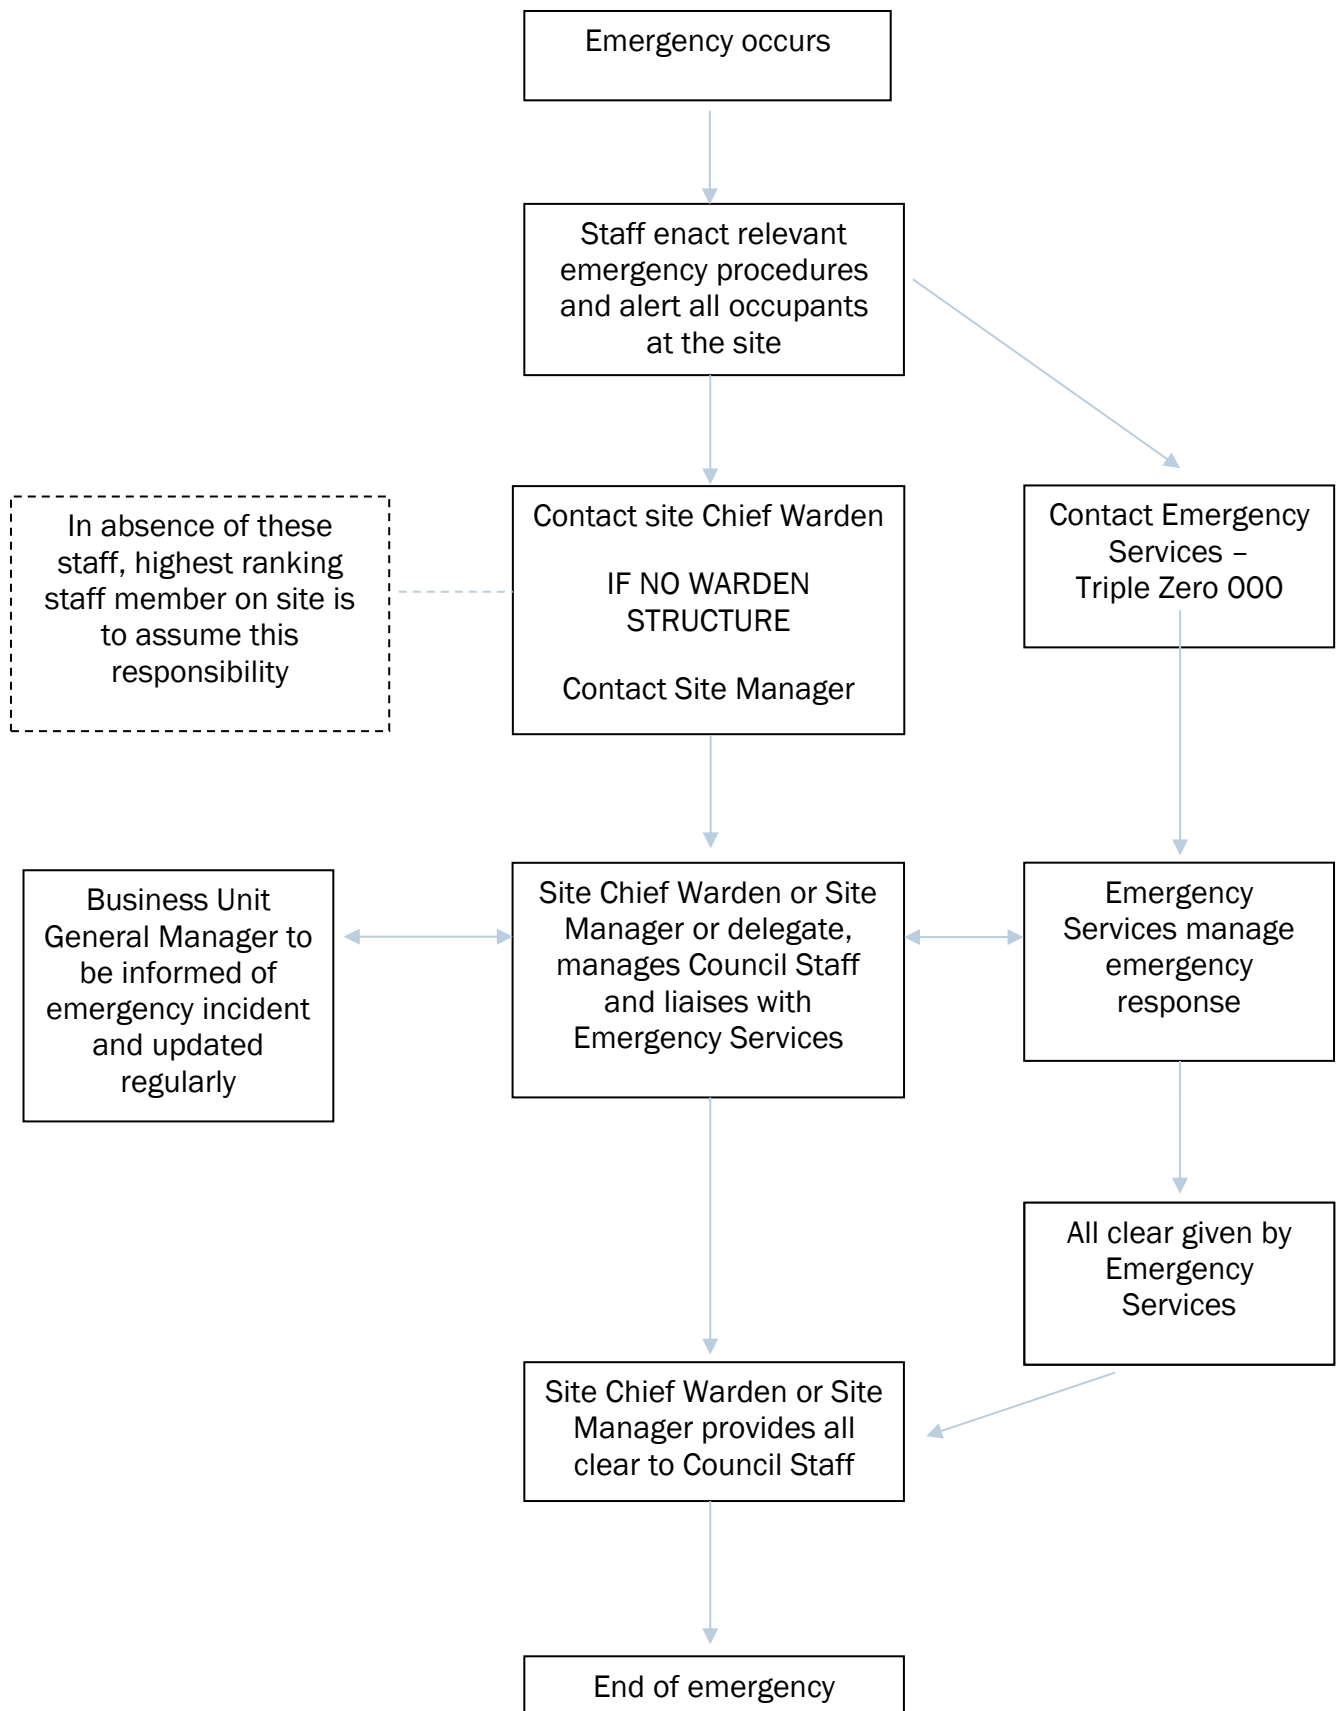 Emergency occurs
Staff enact relevant
emergency procedures
and alert all occupants
at the site
In absence of these
staff, highest ranking
staff member on site is
to assume this
responsibility
Contact site Chief Warden
IF NO WARDEN
STRUCTURE
Contact Site Manager
Contact Emergency
Services –
Triple Zero 000
Business Unit
General Manager to
be informed of
emergency incident
and updated
regularly
Site Chief Warden or Site
Manager or delegate,
manages Council Staff
and liaises with
Emergency Services
Emergency
Services manage
emergency
response
All clear given by
Emergency
Services
Site Chief Warden or Site
Manager provides all
clear to Council Staff
End of emergency